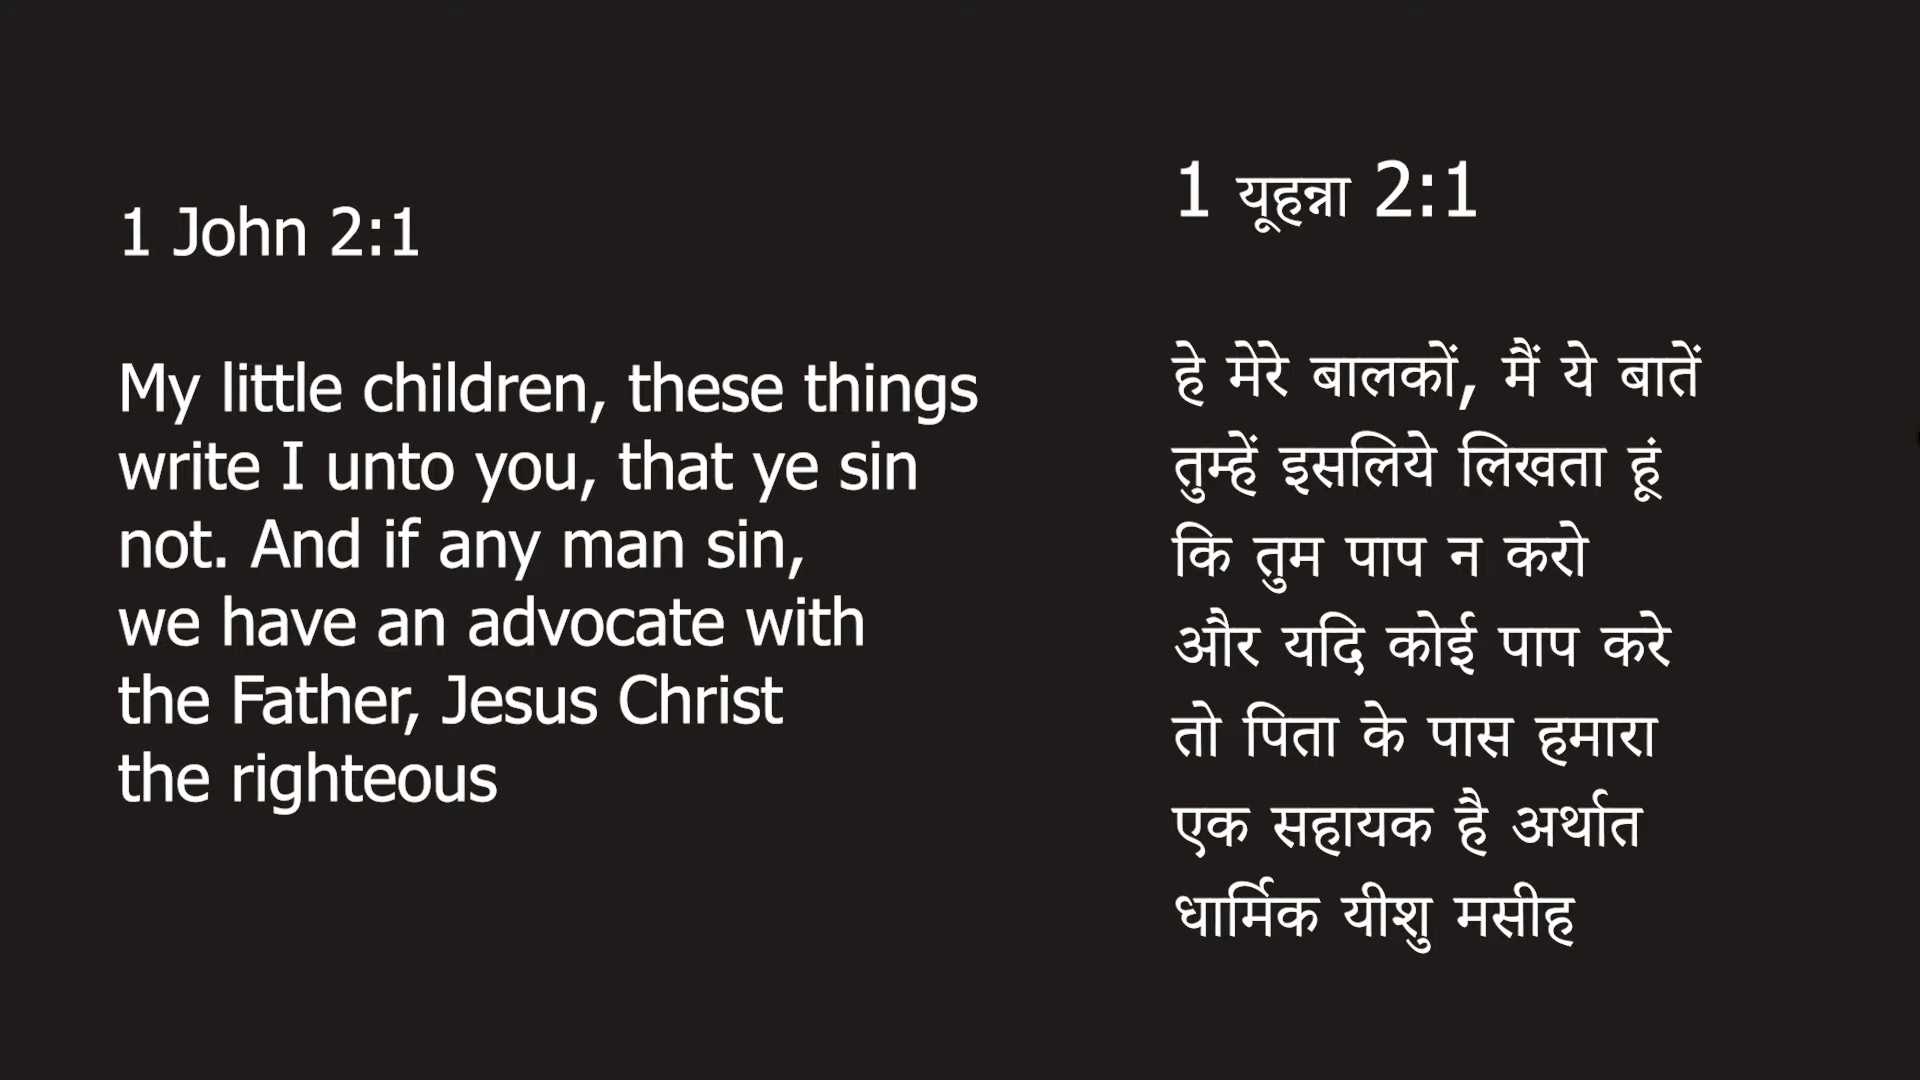 1 John 2:1
My little children, these things
write I unto you, that ye sin
not. And if any man sin,
we have an advocate with
the Father, Jesus Christ
the righteous
1 यूहन्ना 2:1
हे मेरे बालकों, मैं ये बातें
तुम्हें इसलिये लिखता हूं
कि तुम पाप न करो
और यदि कोई पाप करे
तो पिता के पास हमारा
एक सहायक है अर्थात
धार्मिक यीशु मसीह